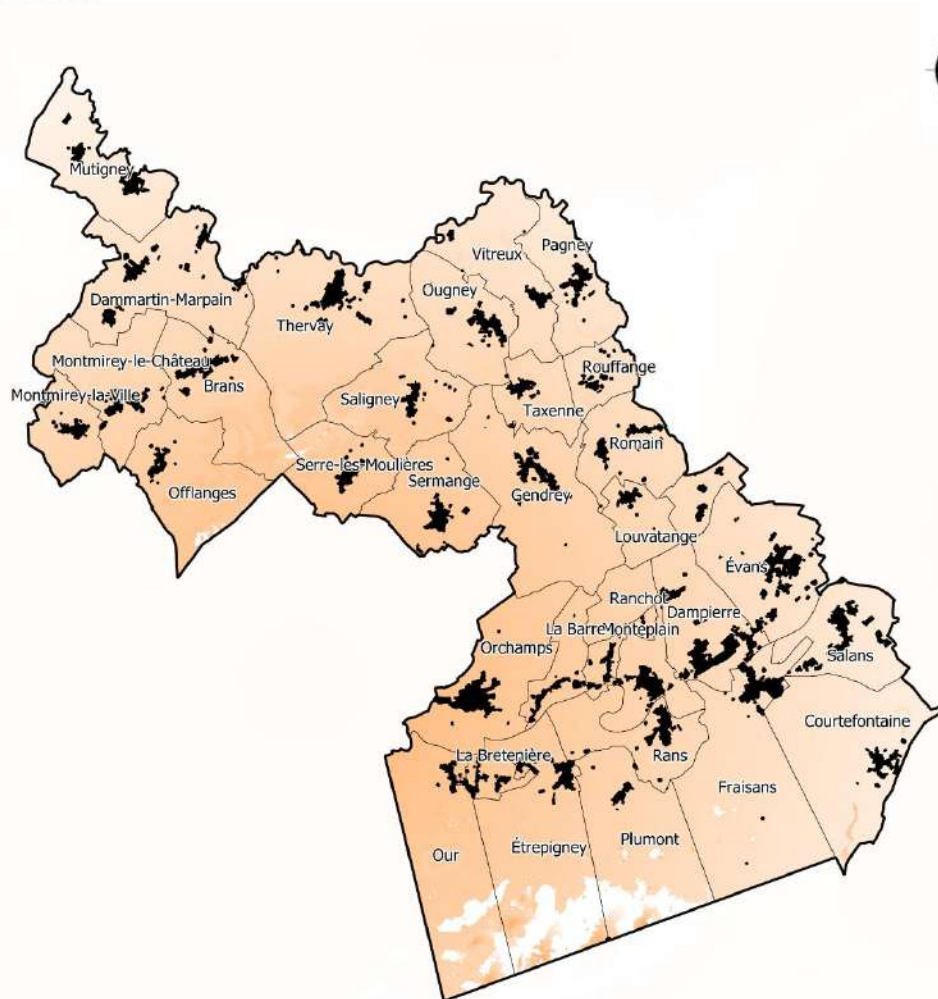 Mutigney
Vitreux
Pagney
Dammartin-Marpain
Ougney
Thervay
Montmirey-le-Château
Rouffange
Brans
Montmirey-la-Ville
Saligney
Taxenne
Romain
Serre-les-Moulières
Sermange
Offlanges
Gendrey
Louvatange
Évans
Ranchot
Dampierre
La Barre
Monteplain
Orchamps
Salans
Courtefontaine
La Bretenière
Rans
Fraisans
Plumont
Étrepigney
Our